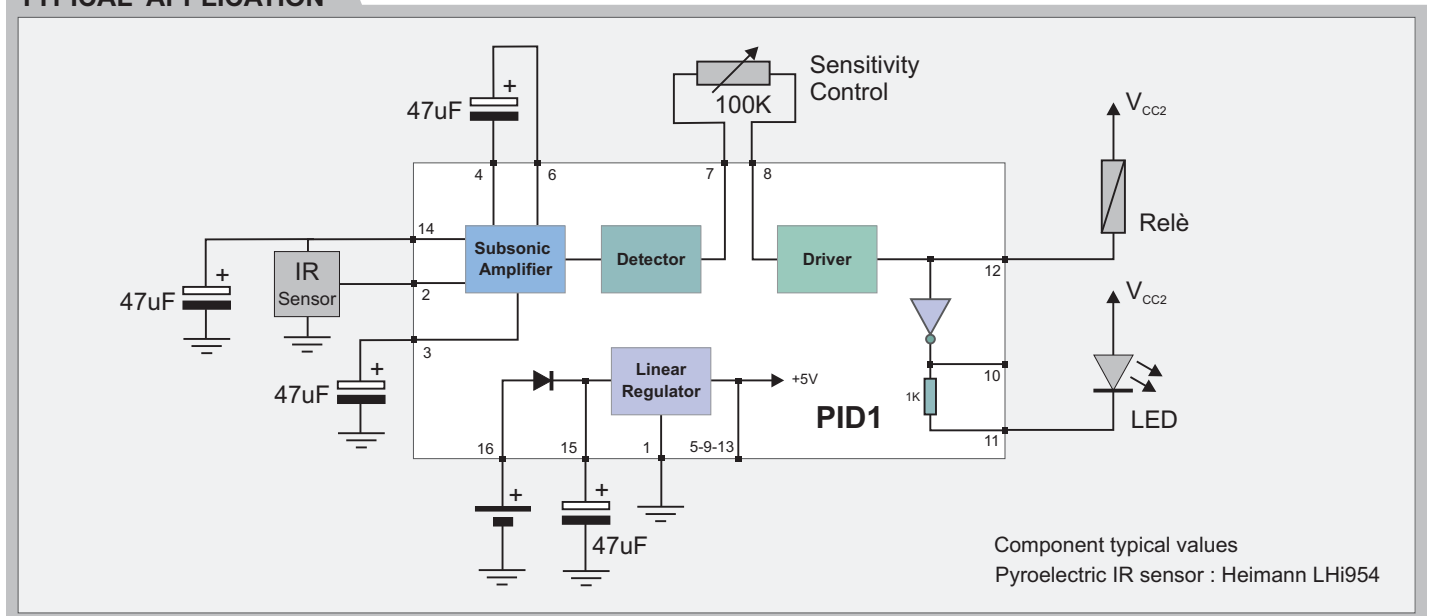 TYPICAL APPLICATION
+
47uF
100K
Sensitivity
Control
V CC2
4
6
7
8
14
Subsonic
Amplifier
Detector
Driver
Relè
12
+
47uF
IR
Sensor
2
V CC2
3
+
47uF
Linear
Regulator
+5V
10
1K
PID1
LED
11
16
15
1
5-9-13
+
+
47uF
Component typical values
Pyroelectric IR sensor : Heimann LHi954